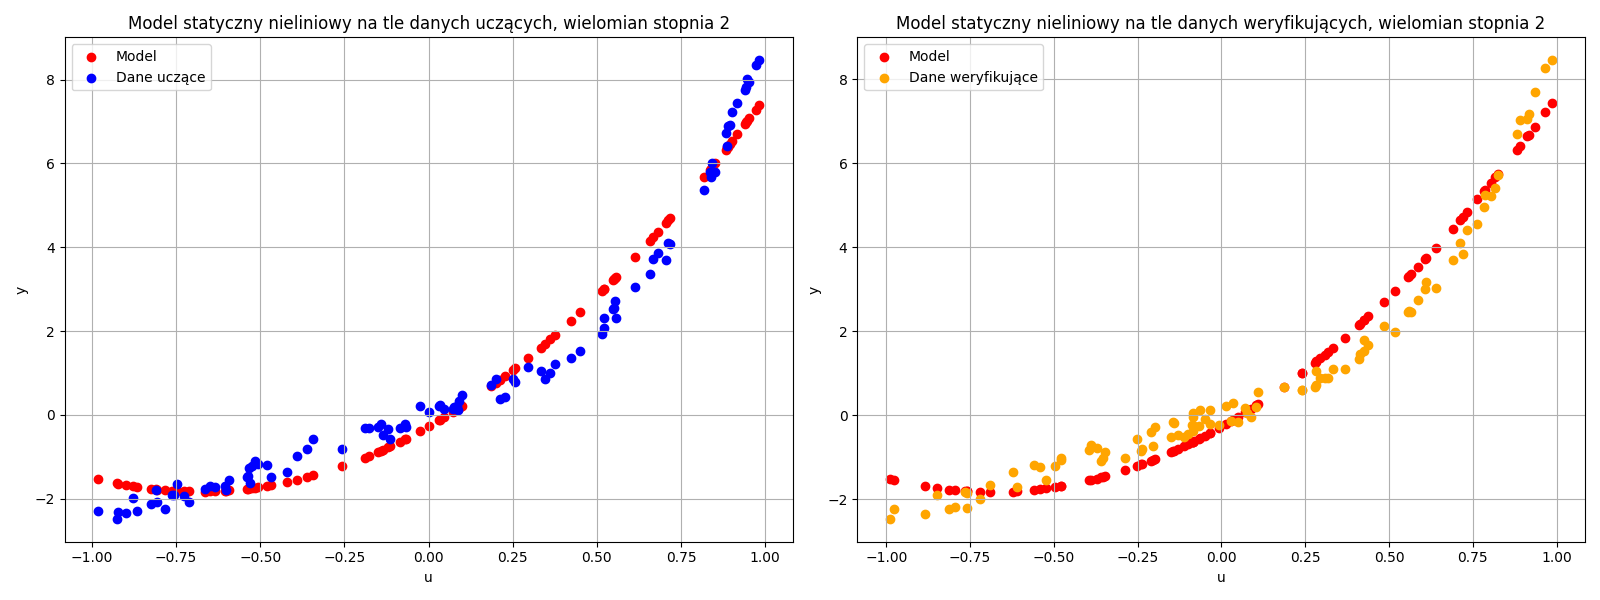 Model statyczny nieliniowy na tle danych uczących, wielomian stopnia 2
Model
Dane uczące
y
8
6
4
2
0
−2
−1.00 −0.75 −0.50 −0.25 0.00 0.25 0.50 0.75 1.00
u
Model statyczny nieliniowy na tle danych weryfikujących, wielomian stopnia 2
Model
Dane weryfikujące
y
8
6
4
2
0
−2
−1.00 −0.75 −0.50 −0.25 0.00 0.25 0.50 0.75 1.00
u